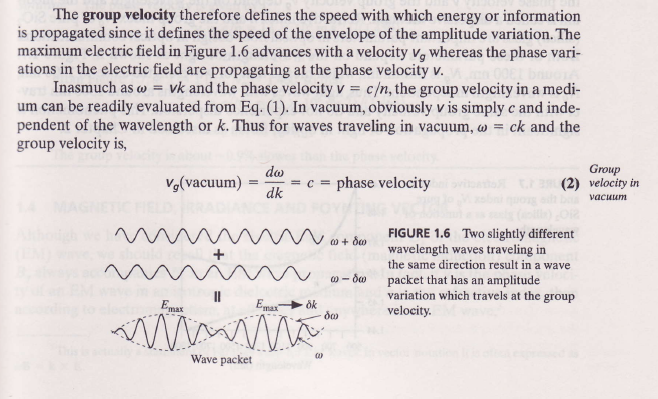 The group velocity therefore defines the speed with which energy or information
is propagated since it defines the speed of the envelope of the amplitude variation. The
maximum electric field in Figure 1.6 advances with a velocity vg whereas the phase vari-
ations in the electric field are propagating at the phase velocity v.
Inasmuch as ω = vk and the phase velocity v = c/n, the group velocity in a medi-
um can be readily evaluated from Eq. (1). In vacuum, obviously v is simply c and inde-
pendent of the wavelength or k. Thus for waves traveling in vacuum, ω = ck and the
group velocity is,
vg(vacuum) = dω/dk = c = phase velocity (2)
Group
velocity in
vacuum
ω + δω
+
ω − δω
=
Emax Emax δk
δω
ω
Wave packet
FIGURE 1.6 Two slightly different
wavelength waves traveling in
the same direction result in a wave
packet that has an amplitude
variation which travels at the group
velocity.